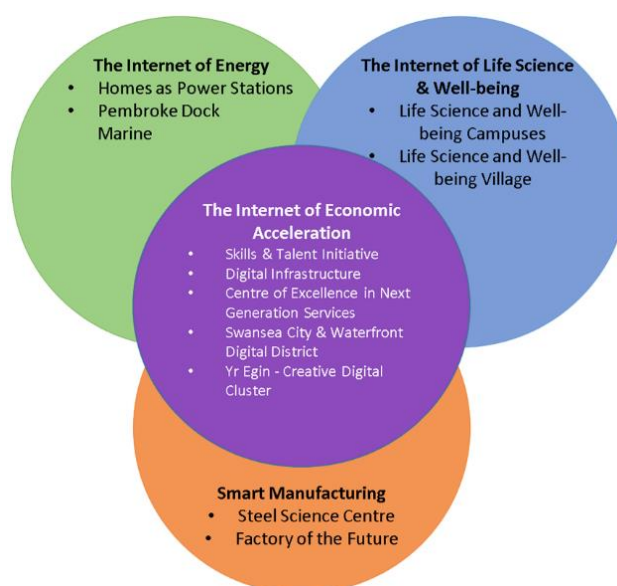 The Internet of Energy
• Homes as Power Stations
• Pembroke Dock
Marine
The Internet of Life Science
& Well-being
• Life Science and Well-
being Campuses
• Life Science and Well-
being Village
The Internet of Economic
Acceleration
• Skills & Talent Initiative
• Digital Infrastructure
• Centre of Excellence in Next
Generation Services
• Swansea City & Waterfront
Digital District
• Yr Egin - Creative Digital
Cluster
Smart Manufacturing
• Steel Science Centre
• Factory of the Future